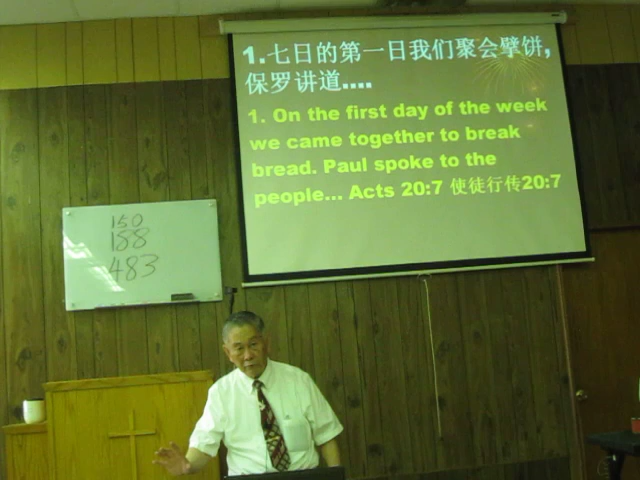 1.七日的第一日我们聚会擘饼,
保罗讲道....
1. On the first day of the week
we came together to break
bread. Paul spoke to the
people... Acts 20:7 使徒行传20:7
150
188
483